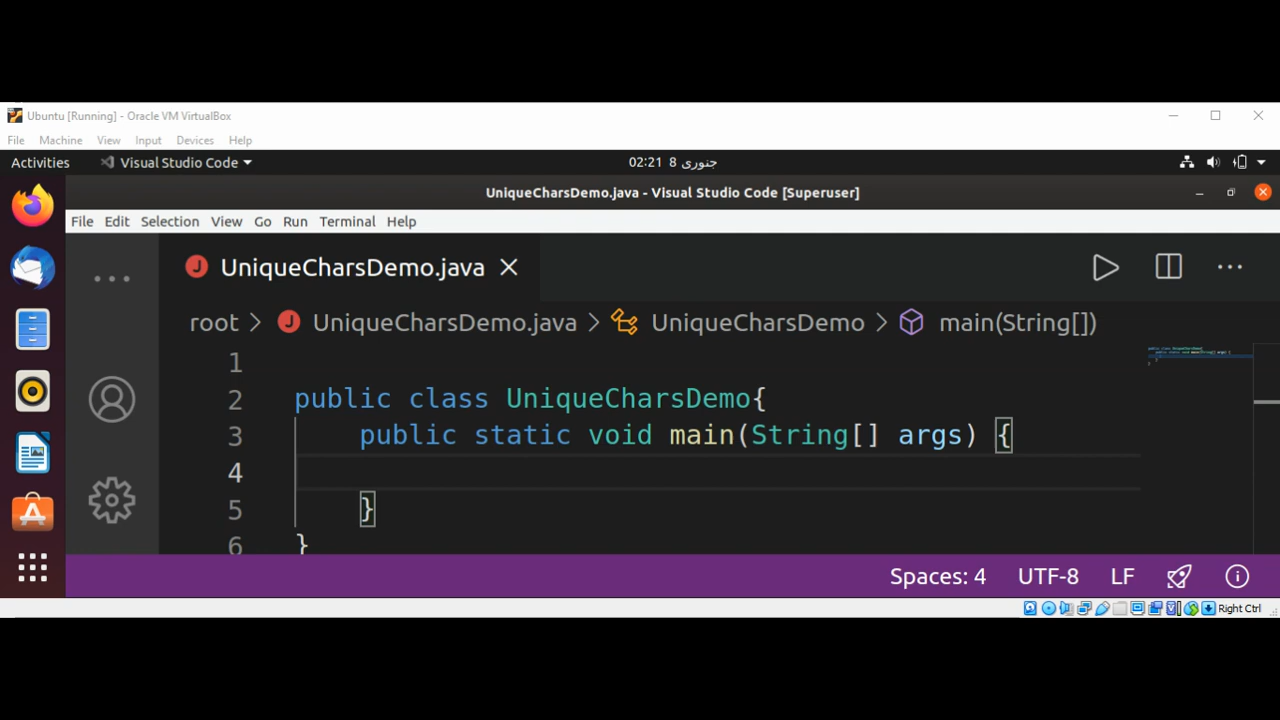 Ubuntu [Running] - Oracle VM VirtualBox
File Machine View Input Devices Help
Activities Visual Studio Code 02:21 8 جنوری
UniqueCharsDemo.java - Visual Studio Code [Superuser]
File Edit Selection View Go Run Terminal Help
J UniqueCharsDemo.java
root > J UniqueCharsDemo.java > UniqueCharsDemo > main(String[])
1
2 public class UniqueCharsDemo{
3 public static void main(String[] args) {
4
5 }
6 }
Spaces: 4 UTF-8 LF
Right Ctrl